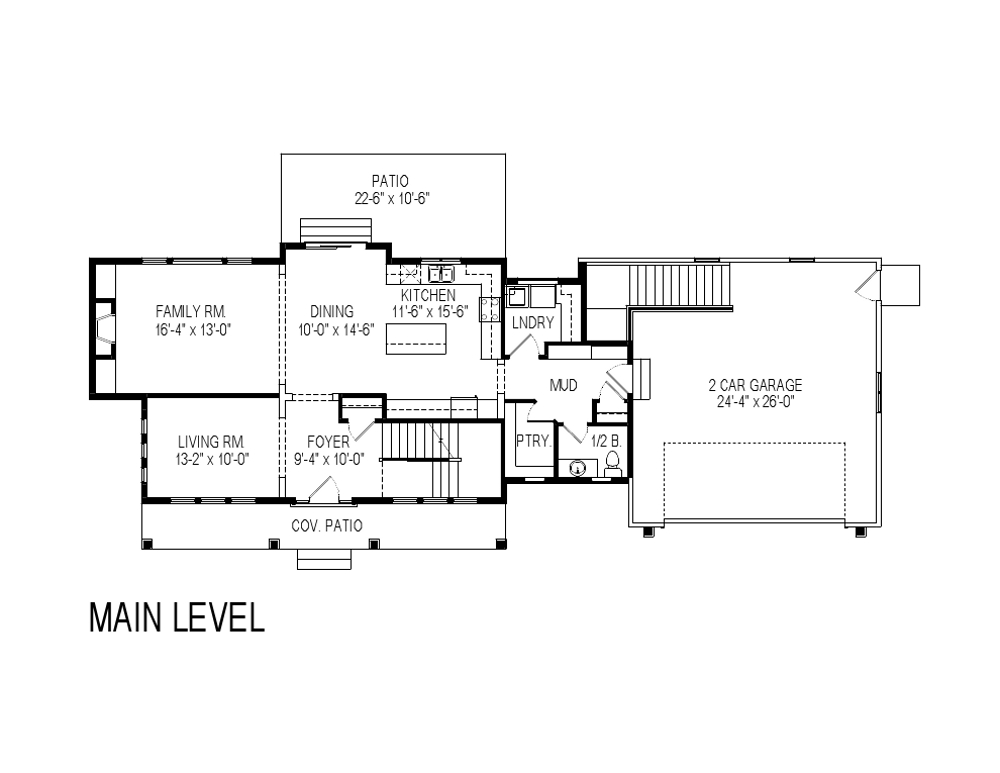 PATIO
22-6" x 10'-6"
FAMILY RM.
16'-4" x 13'-0"
DINING
10'-0" x 14'-6"
KITCHEN
11'-6" x 15'-6"
LNDRY
MUD
2 CAR GARAGE
24'-4" x 26'-0"
LIVING RM.
13-2" x 10'-0"
FOYER
9'-4" x 10'-0"
PTRY.
1/2 B.
COV. PATIO
MAIN LEVEL